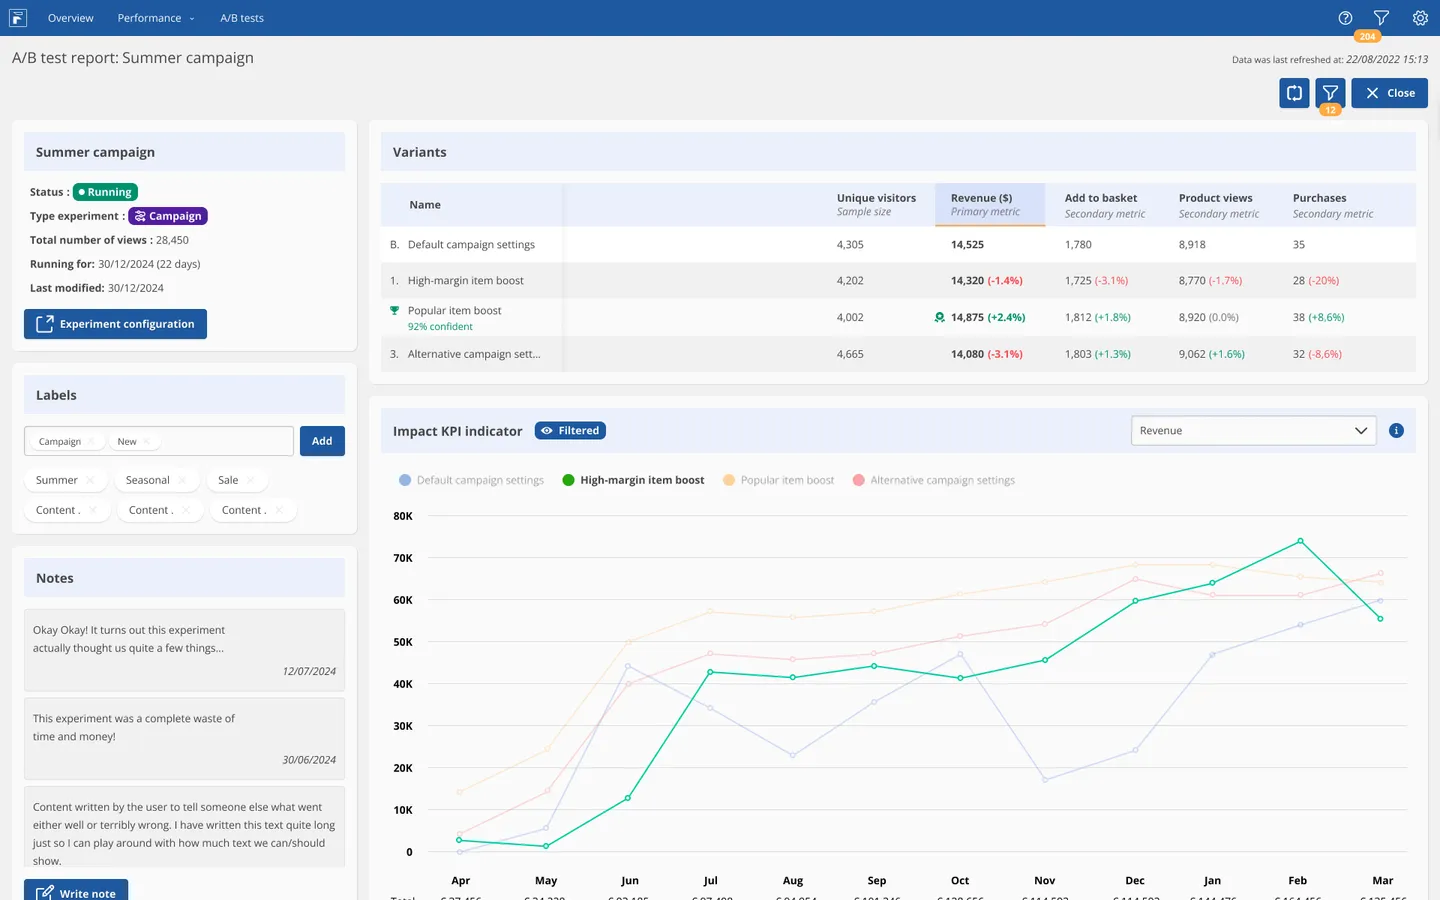 Overview Performance A/B tests
204
A/B test report: Summer campaign
Data was last refreshed at: 22/08/2022 15:13
12
Close
Summer campaign
Status : Running
Type experiment : Campaign
Total number of views : 28,450
Running for: 30/12/2024 (22 days)
Last modified: 30/12/2024
Experiment configuration
Labels
Campaign New Add
Summer Seasonal Sale
Content . Content . Content .
Notes
Okay Okay! It turns out this experiment
actually thought us quite a few things...
12/07/2024
This experiment was a complete waste of
time and money!
30/06/2024
Content written by the user to tell someone else what went
either well or terribly wrong. I have written this text quite long
just so I can play around with how much text we can/should
show.
Write note
Variants
Name Unique visitors Revenue ($) Add to basket Product views Purchases
Sample size Primary metric Secondary metric Secondary metric Secondary metric
B. Default campaign settings 4,305 14,525 1,780 8,918 35
1. High-margin item boost 4,202 14,320 (-1.4%) 1,725 (-3.1%) 8,770 (-1.7%) 28 (-20%)
Popular item boost 4,002 14,875 (+2.4%) 1,812 (+1.8%) 8,920 (0.0%) 38 (+8,6%)
92% confident
3. Alternative campaign sett... 4,665 14,080 (-3.1%) 1,803 (+1.3%) 9,062 (+1.6%) 32 (-8,6%)
Impact KPI indicator Filtered Revenue
Default campaign settings High-margin item boost Popular item boost Alternative campaign settings
80K
70K
60K
50K
40K
30K
20K
10K
0
Apr May Jun Jul Aug Sep Oct Nov Dec Jan Feb Mar